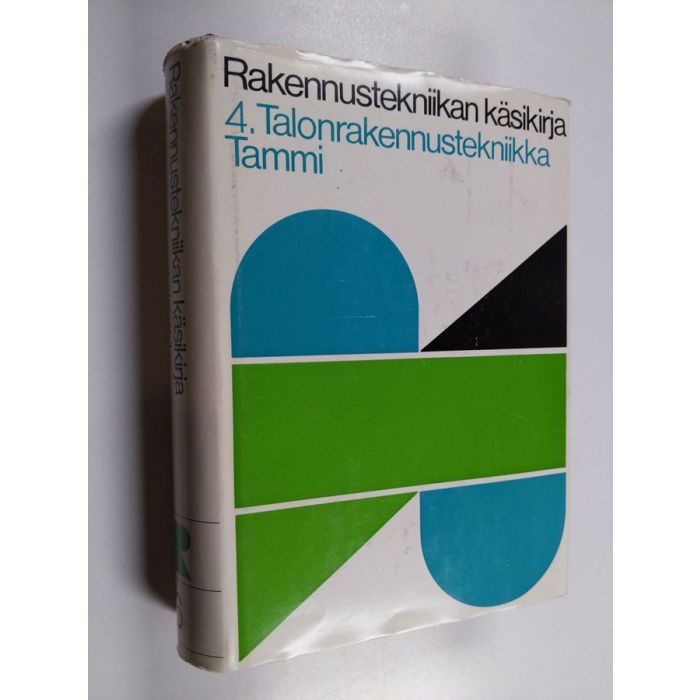 Rakennustekniikan käsikirja
4. Talonrakennustekniikka
Tammi
Rakennustekniikan käsikirja
R